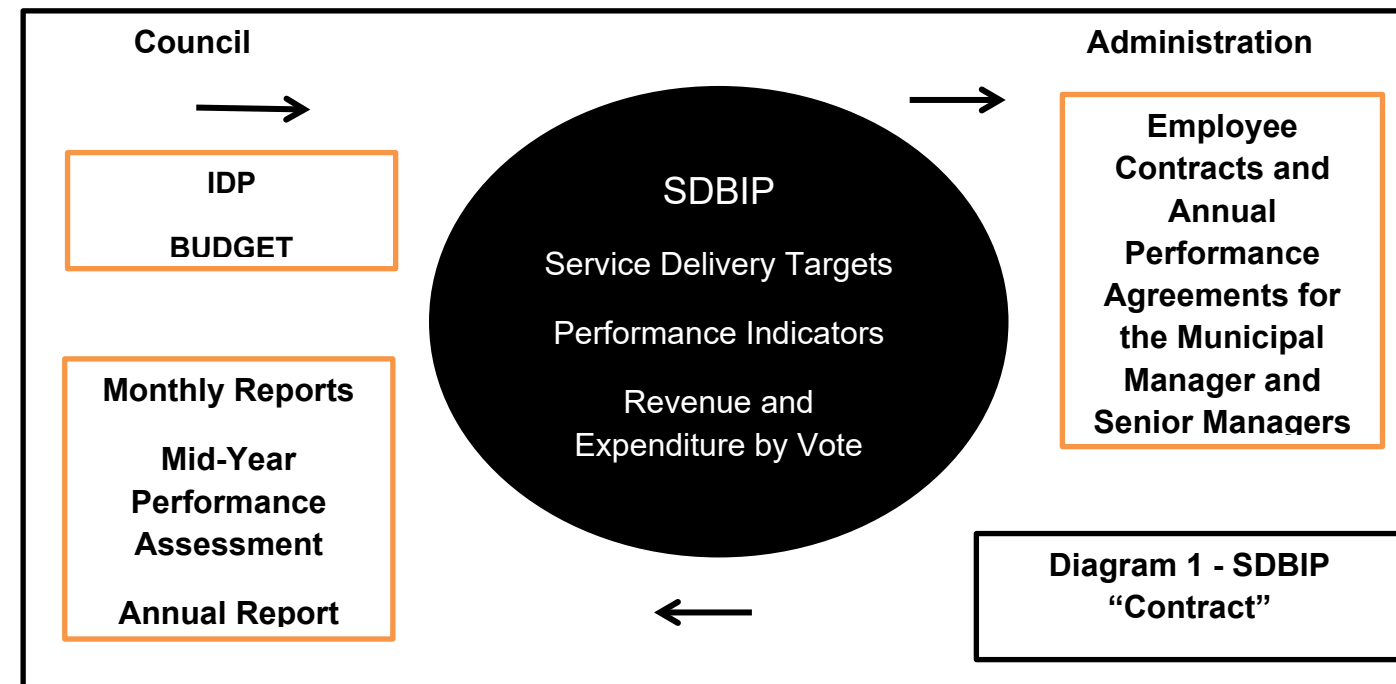 Council
Administration
IDP
BUDGET
Monthly Reports
Mid-Year
Performance
Assessment
Annual Report
SDBIP
Service Delivery Targets
Performance Indicators
Revenue and
Expenditure by Vote
Employee
Contracts and
Annual
Performance
Agreements for
the Municipal
Manager and
Senior Managers
Diagram 1 - SDBIP
“Contract”